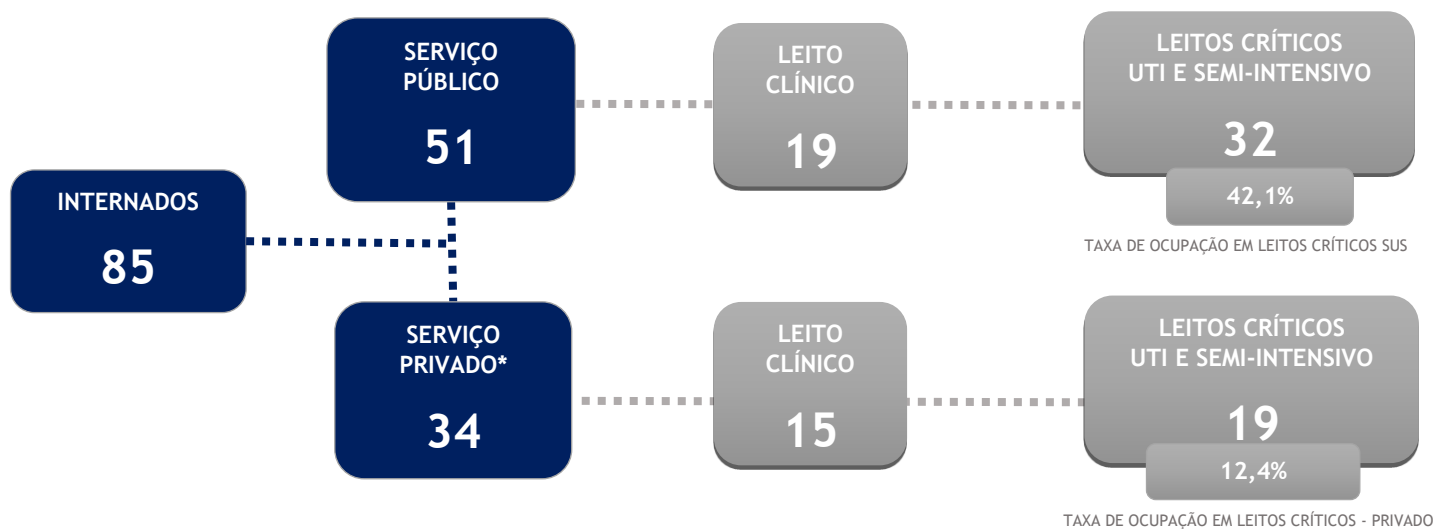 INTERNADOS
85
SERVIÇO
PÚBLICO
51
LEITO
CLÍNICO
19
LEITOS CRÍTICOS
UTI E SEMI-INTENSIVO
32
42,1%
TAXA DE OCUPAÇÃO EM LEITOS CRÍTICOS SUS
SERVIÇO
PRIVADO*
34
LEITO
CLÍNICO
15
LEITOS CRÍTICOS
UTI E SEMI-INTENSIVO
19
12,4%
TAXA DE OCUPAÇÃO EM LEITOS CRÍTICOS - PRIVADO